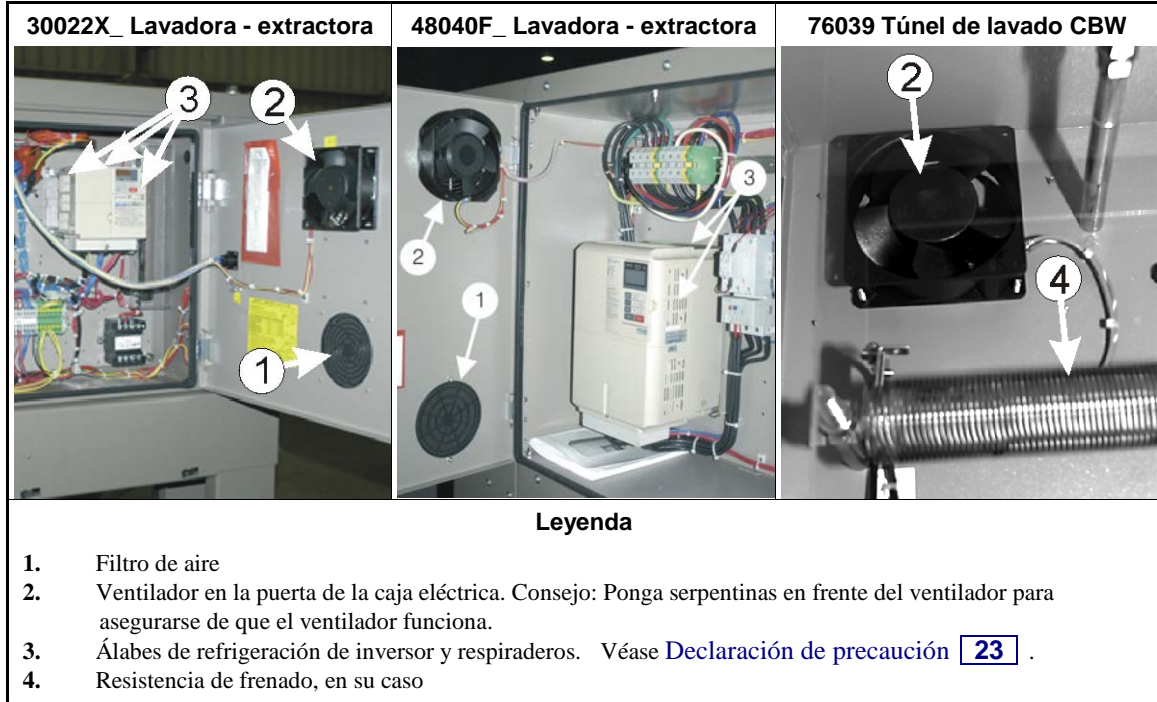 30022X_ Lavadora - extractora
48040F_ Lavadora - extractora
76039 Túnel de lavado CBW
3
2
1
3
2
1
2
4
Leyenda
1. Filtro de aire
2. Ventilador en la puerta de la caja eléctrica. Consejo: Ponga serpentinas en frente del ventilador para
asegurarse de que el ventilador funciona.
3. Álabes de refrigeración de inversor y respiraderos. Véase Declaración de precaución 23 .
4. Resistencia de frenado, en su caso